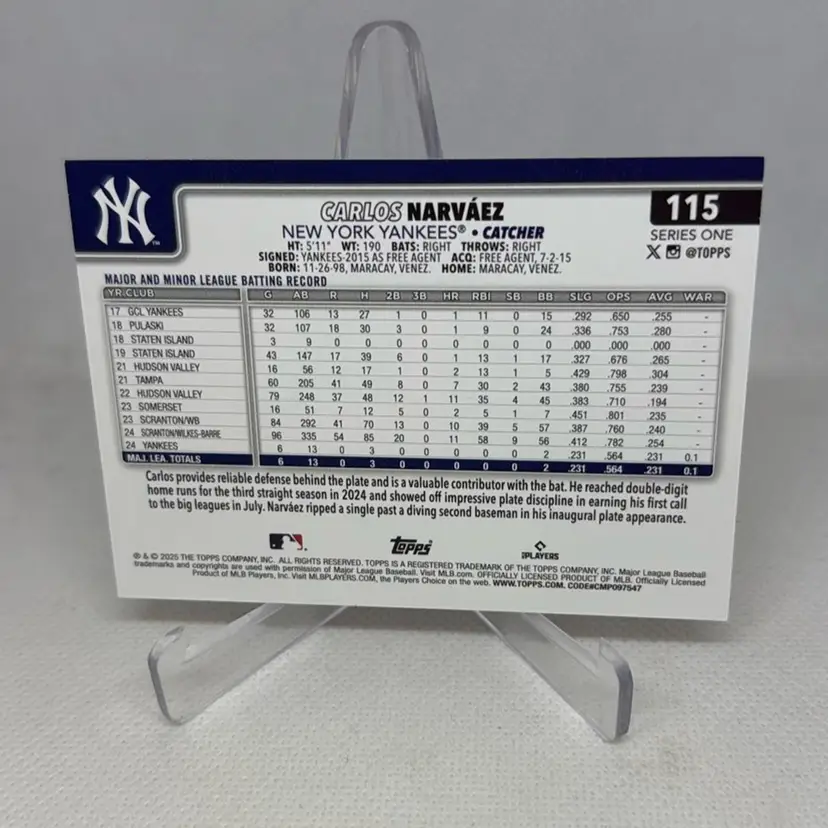 NY
TM
CARLOS NARVÁEZ
NEW YORK YANKEES® • CATCHER
HT: 5'11" WT: 190 BATS: RIGHT THROWS: RIGHT
SIGNED: YANKEES-2015 AS FREE AGENT ACQ: FREE AGENT, 7-2-15
BORN: 11-26-98, MARACAY, VENEZ. HOME: MARACAY, VENEZ.
115
SERIES ONE
X @TOPPS
MAJOR AND MINOR LEAGUE BATTING RECORD
YR CLUB G AB R H 2B 3B HR RBI SB BB SLG OPS AVG WAR
17 GCL YANKEES 32 106 13 27 1 0 1 11 0 15 .292 .650 .255 -
18 PULASKI 32 107 18 30 3 0 1 9 0 24 .336 .753 .280 -
18 STATEN ISLAND 3 9 0 0 0 0 0 0 0 0 .000 .000 .000 -
19 STATEN ISLAND 43 147 17 39 6 0 1 13 1 17 .327 .676 .265 -
21 HUDSON VALLEY 16 56 12 17 1 0 2 13 1 5 .429 .798 .304 -
21 TAMPA 60 205 41 49 8 0 7 30 2 43 .380 .755 .239 -
22 HUDSON VALLEY 79 248 37 48 12 1 11 35 4 45 .383 .710 .194 -
23 SOMERSET 16 51 7 12 5 0 2 5 1 7 .451 .801 .235 -
23 SCRANTON/WB 84 292 41 70 13 0 10 39 5 57 .387 .760 .240 -
24 SCRANTON/WILKES-BARRE 96 335 54 85 20 0 11 58 9 56 .412 .782 .254 -
24 YANKEES 6 13 0 3 0 0 0 0 0 2 .231 .564 .231 0.1
MAJ. LEA. TOTALS 6 13 0 3 0 0 0 0 0 2 .231 .564 .231 0.1
Carlos provides reliable defense behind the plate and is a valuable contributor with the bat. He reached double-digit
home runs for the third straight season in 2024 and showed off impressive plate discipline in earning his first call
to the big leagues in July. Narváez ripped a single past a diving second baseman in his inaugural plate appearance.
topps
PLAYERS
® & © 2025 THE TOPPS COMPANY, INC. ALL RIGHTS RESERVED. TOPPS IS A REGISTERED TRADEMARK OF THE TOPPS COMPANY, INC. Major League Baseball
trademarks and copyrights are used with permission of Major League Baseball. Visit MLB.com. OFFICIALLY LICENSED PRODUCT OF MLB. Officially Licensed
Product of MLB Players, Inc. Visit MLBPLAYERS.COM, the Players Choice on the web. WWW.TOPPS.COM. CODE#CMP097547